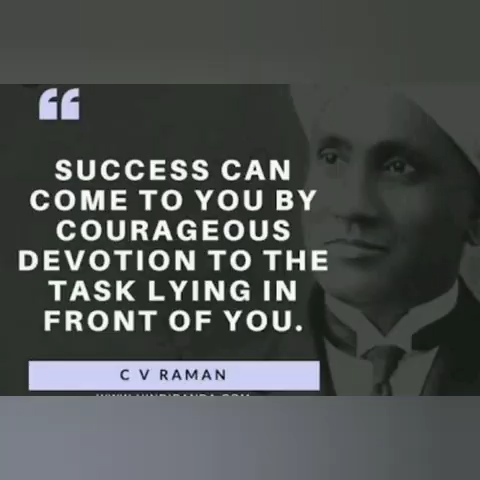 “
SUCCESS CAN
COME TO YOU BY
COURAGEOUS
DEVOTION TO THE
TASK LYING IN
FRONT OF YOU.
C V RAMAN